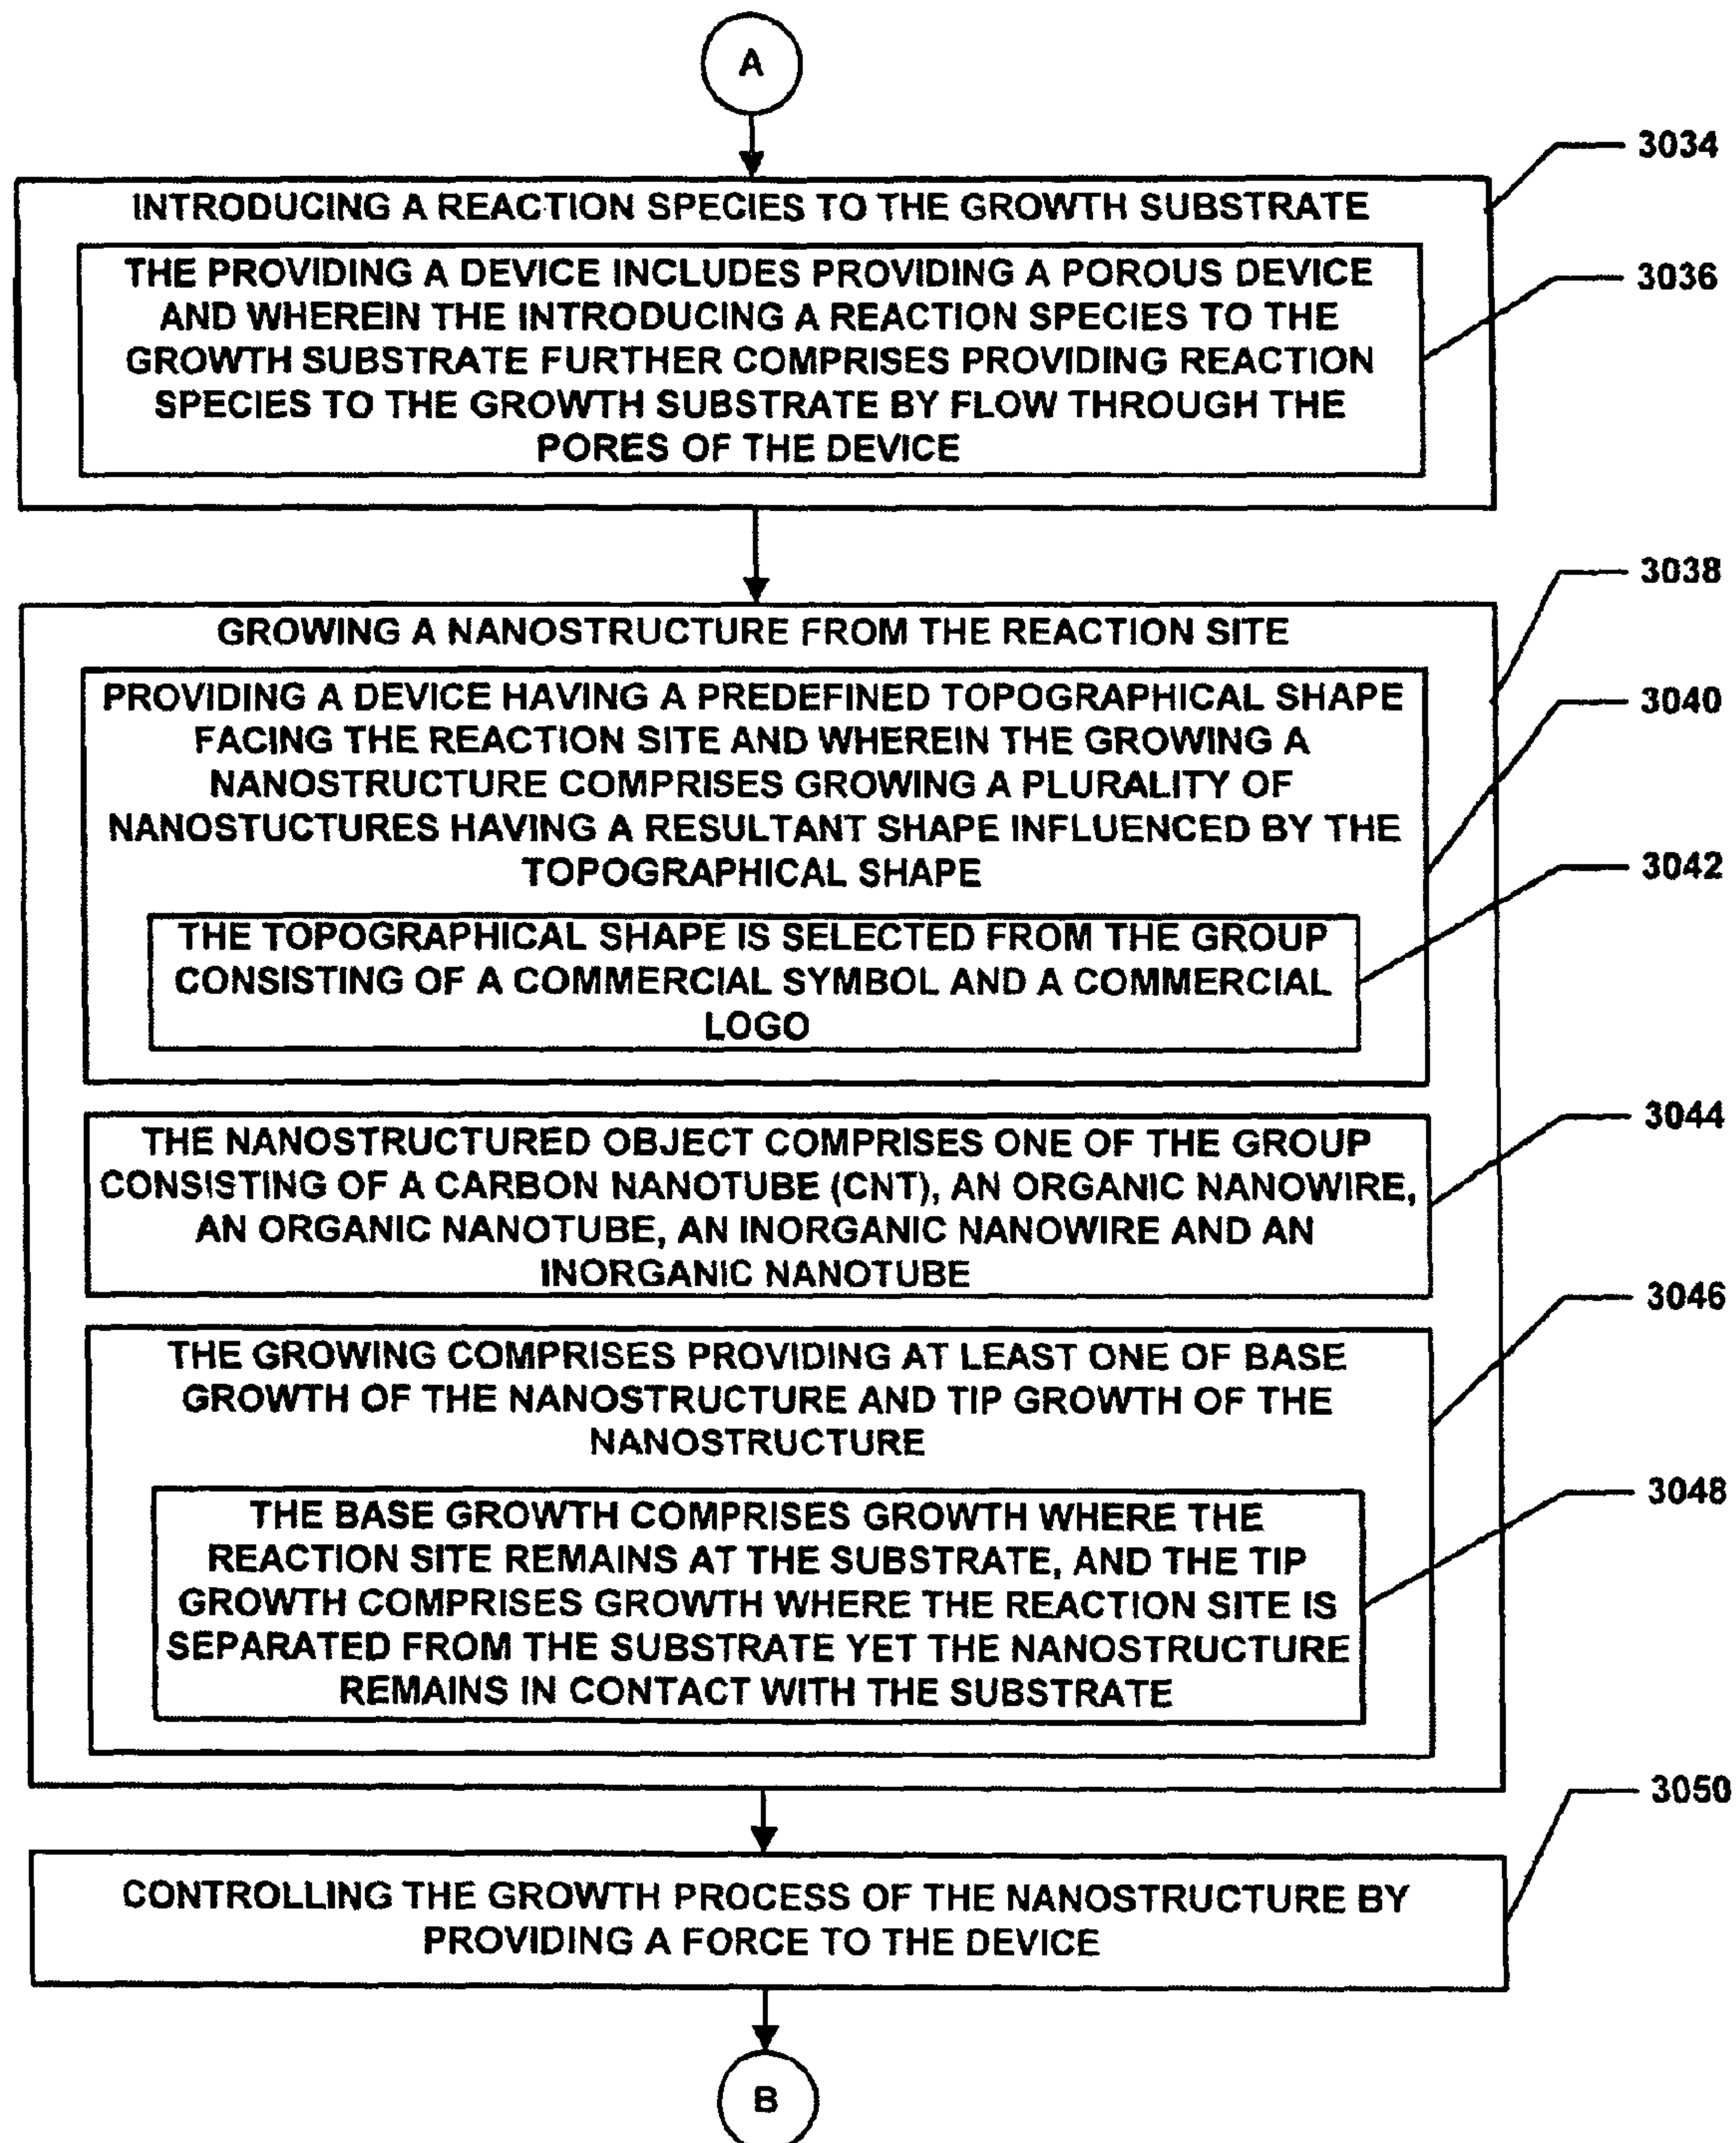 A
3034
INTRODUCING A REACTION SPECIES TO THE GROWTH SUBSTRATE
3036
THE PROVIDING A DEVICE INCLUDES PROVIDING A POROUS DEVICE
AND WHEREIN THE INTRODUCING A REACTION SPECIES TO THE
GROWTH SUBSTRATE FURTHER COMPRISES PROVIDING REACTION
SPECIES TO THE GROWTH SUBSTRATE BY FLOW THROUGH THE
PORES OF THE DEVICE
3038
GROWING A NANOSTRUCTURE FROM THE REACTION SITE
3040
PROVIDING A DEVICE HAVING A PREDEFINED TOPOGRAPHICAL SHAPE
FACING THE REACTION SITE AND WHEREIN THE GROWING A
NANOSTRUCTURE COMPRISES GROWING A PLURALITY OF
NANOSTUCTURES HAVING A RESULTANT SHAPE INFLUENCED BY THE
TOPOGRAPHICAL SHAPE
3042
THE TOPOGRAPHICAL SHAPE IS SELECTED FROM THE GROUP
CONSISTING OF A COMMERCIAL SYMBOL AND A COMMERCIAL
LOGO
3044
THE NANOSTRUCTURED OBJECT COMPRISES ONE OF THE GROUP
CONSISTING OF A CARBON NANOTUBE (CNT), AN ORGANIC NANOWIRE,
AN ORGANIC NANOTUBE, AN INORGANIC NANOWIRE AND AN
INORGANIC NANOTUBE
3046
THE GROWING COMPRISES PROVIDING AT LEAST ONE OF BASE
GROWTH OF THE NANOSTRUCTURE AND TIP GROWTH OF THE
NANOSTRUCTURE
3048
THE BASE GROWTH COMPRISES GROWTH WHERE THE
REACTION SITE REMAINS AT THE SUBSTRATE, AND THE TIP
GROWTH COMPRISES GROWTH WHERE THE REACTION SITE IS
SEPARATED FROM THE SUBSTRATE YET THE NANOSTRUCTURE
REMAINS IN CONTACT WITH THE SUBSTRATE
3050
CONTROLLING THE GROWTH PROCESS OF THE NANOSTRUCTURE BY
PROVIDING A FORCE TO THE DEVICE
B